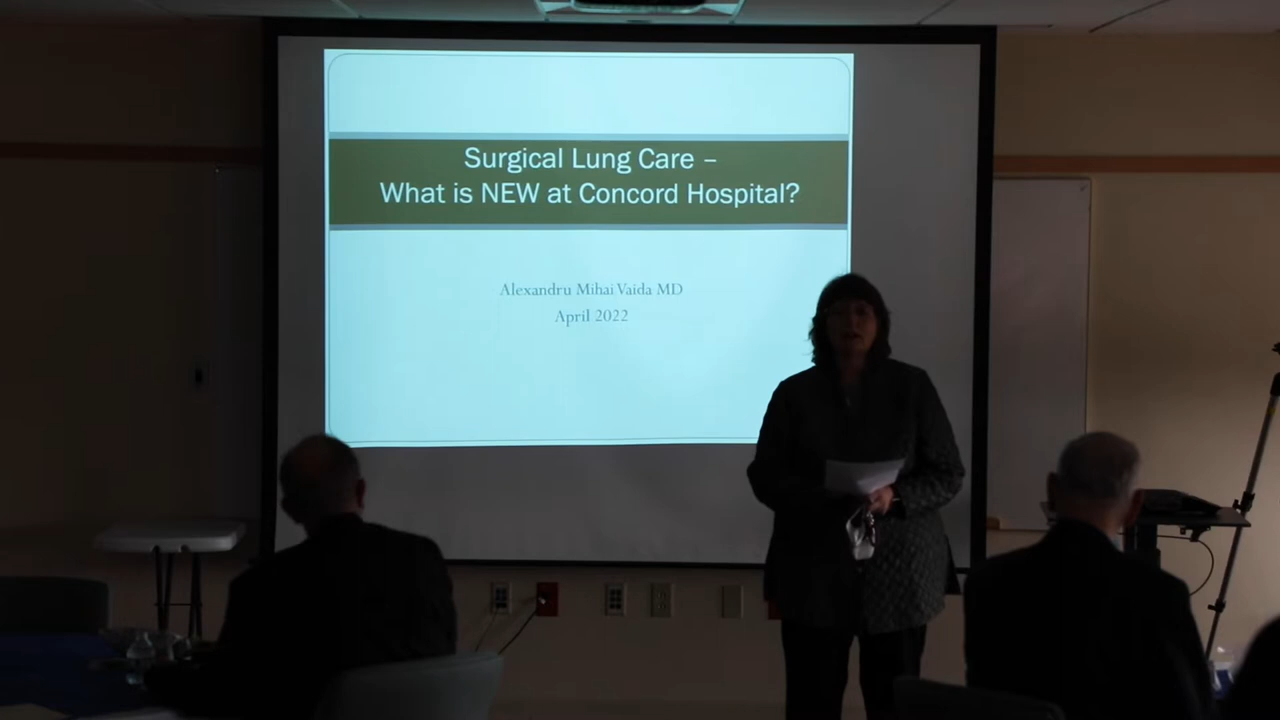 Surgical Lung Care –
What is NEW at Concord Hospital?
Alexandru Mihai Vaida MD
April 2022